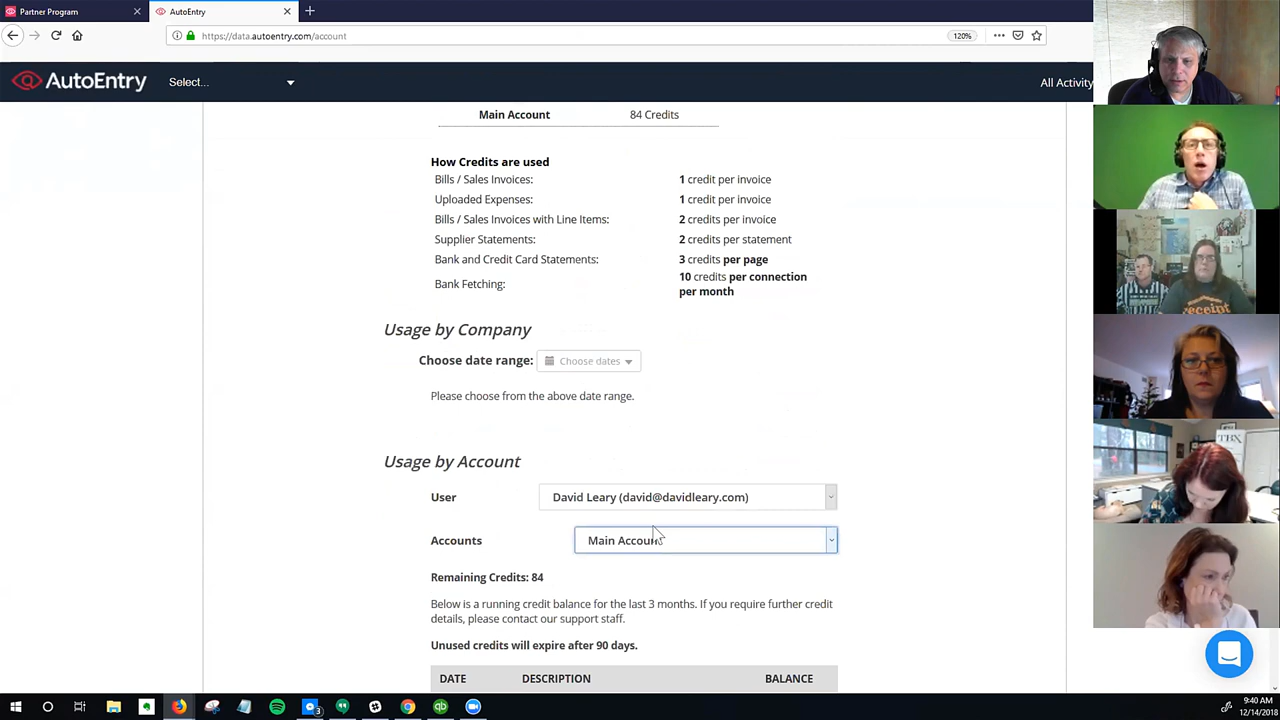 Partner Program
AutoEntry
https://data.autoentry.com/account
120%
AutoEntry
Select...
All Activity
Main Account 84 Credits
How Credits are used
Bills / Sales Invoices: 1 credit per invoice
Uploaded Expenses: 1 credit per invoice
Bills / Sales Invoices with Line Items: 2 credits per invoice
Supplier Statements: 2 credits per statement
Bank and Credit Card Statements: 3 credits per page
Bank Fetching: 10 credits per connection
per month
Usage by Company
Choose date range: Choose dates
Please choose from the above date range.
Usage by Account
User David Leary (david@davidleary.com)
Accounts Main Account
Remaining Credits: 84
Below is a running credit balance for the last 3 months. If you require further credit
details, please contact our support staff.
Unused credits will expire after 90 days.
DATE DESCRIPTION BALANCE
receipt
TBX
3
qb
9:40 AM
12/14/2018